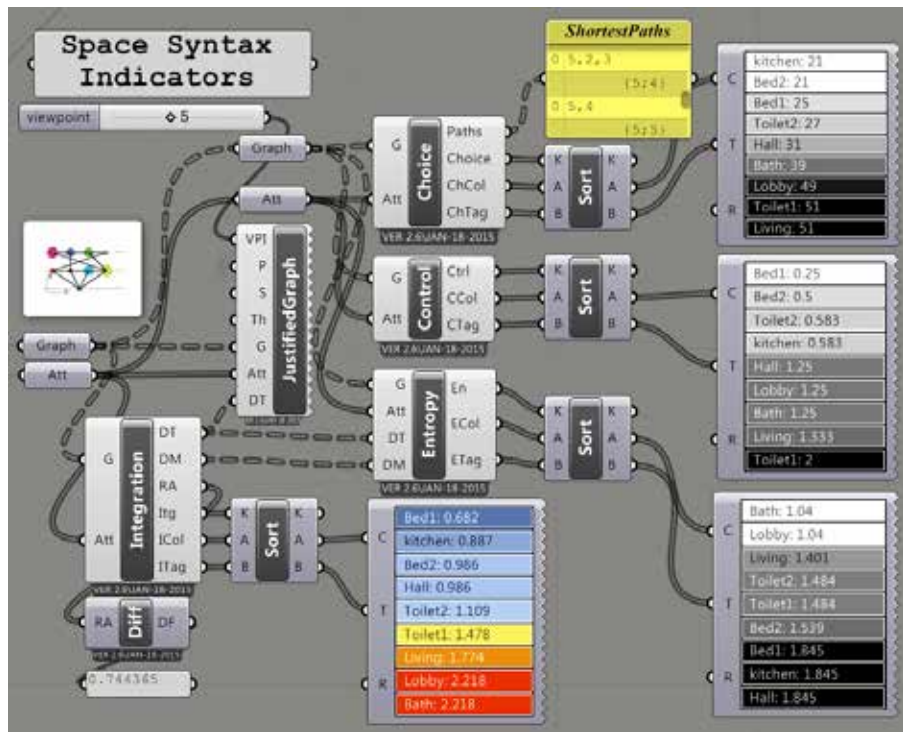 Space Syntax
Indicators
viewpoint
5
Graph
Att
ShortestPaths
0 5,2,3
{5;4}
0 5,4
{5;5}
G
Att
Choice
Paths
Choice
ChCol
ChTag
VER 2.6\JAN-18-2015
K
A
B
Sort
K
A
B
C
T
R
kitchen: 21
Bed2: 21
Bed1: 25
Toilet2: 27
Hall: 31
Bath: 39
Lobby: 49
Toilet1: 51
Living: 51
VPI
P
S
Th
G
Att
DT
JustifiedGraph
G
Att
Control
Ctrl
CCol
CTag
VER 2.6\JAN-18-2015
K
A
B
Sort
K
A
B
C
T
R
Bed1: 0.25
Bed2: 0.5
Toilet2: 0.583
kitchen: 0.583
Hall: 1.25
Lobby: 1.25
Bath: 1.25
Living: 1.333
Toilet1: 2
Graph
Att
G
Att
DT
DM
Entropy
En
ECol
ETag
VER 2.6\JAN-18-2015
K
A
B
Sort
K
A
B
C
T
R
Bath: 1.04
Lobby: 1.04
Living: 1.401
Toilet2: 1.484
Toilet1: 1.484
Bed2: 1.539
Bed1: 1.845
kitchen: 1.845
Hall: 1.845
G
Att
Integration
DT
DM
RA
Itg
ICol
ITag
VER 2.6\JAN-18-2015
K
A
B
Sort
K
A
B
C
T
R
Bed1: 0.682
kitchen: 0.887
Bed2: 0.986
Hall: 0.986
Toilet2: 1.109
Toilet1: 1.478
Living: 1.774
Lobby: 2.218
Bath: 2.218
RA
Diff
DF
VER 2.6\JAN-18-2015
0.744365